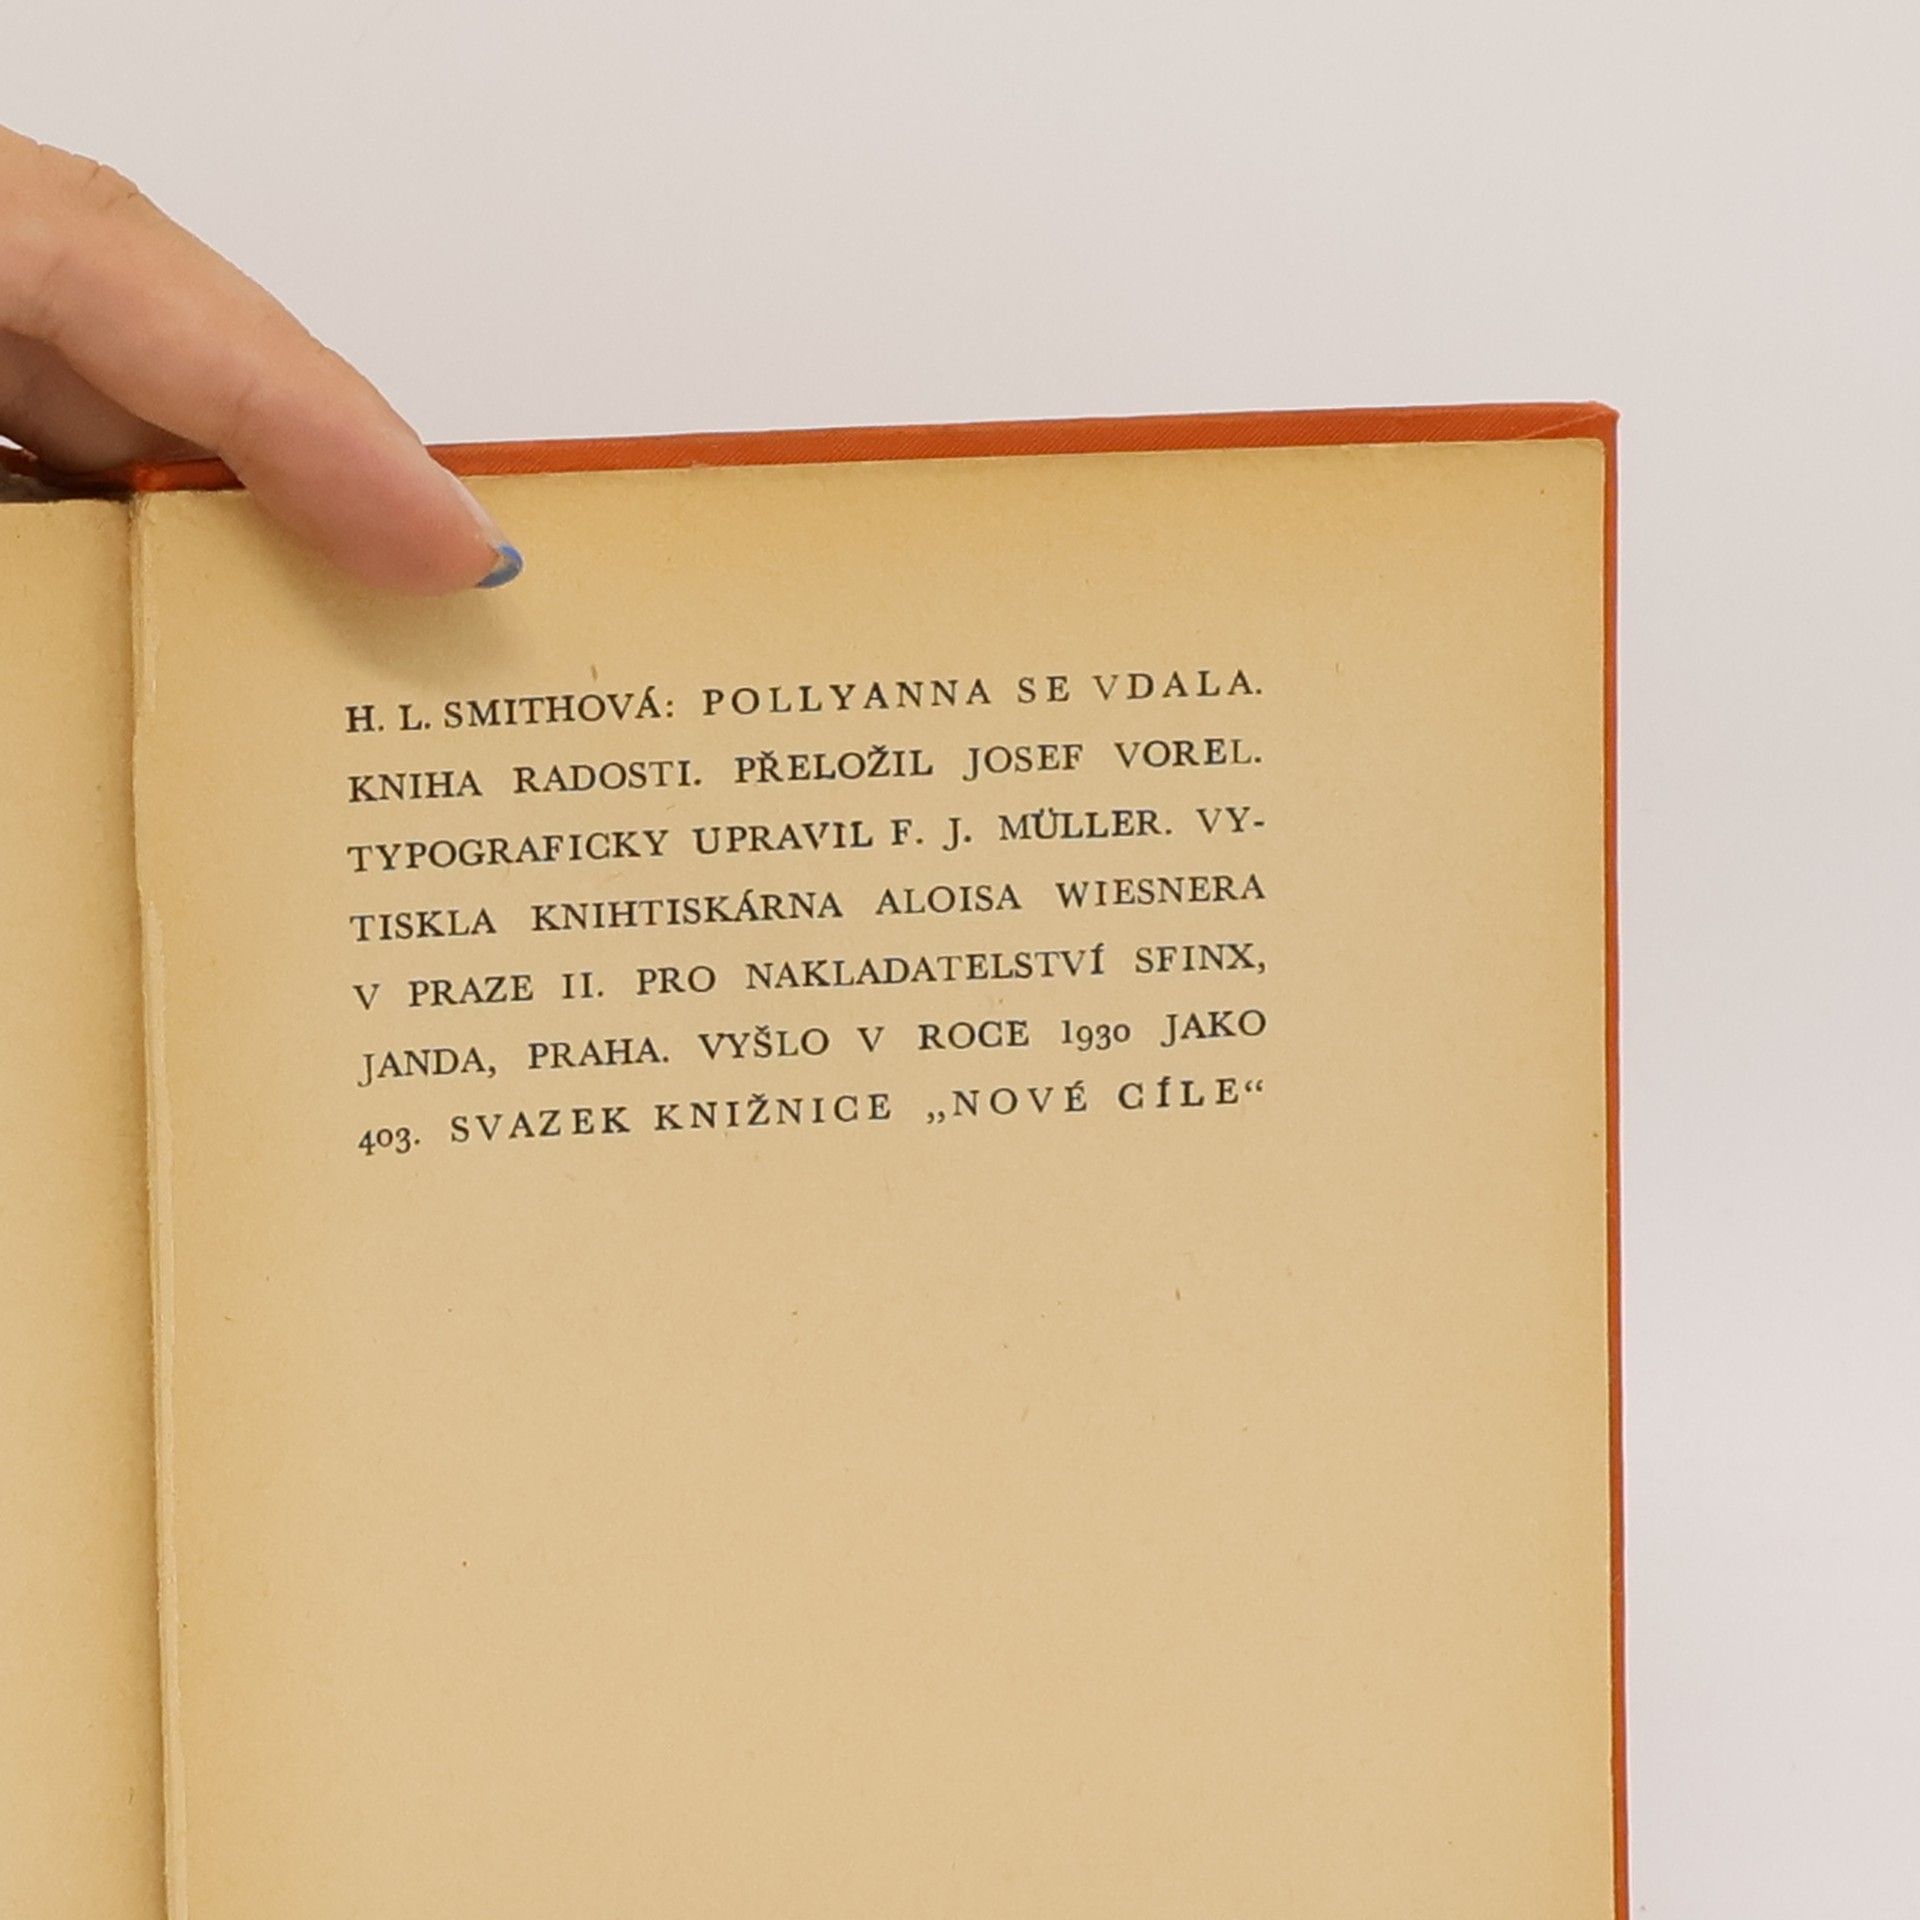 H. L. SMITHOVÁ: POLLYANNA SE VDALA.
KNIHA RADOSTI. PŘELOŽIL JOSEF VOREL.
TYPOGRAFICKY UPRAVIL F. J. MÜLLER. VY-
TISKLA KNIHTISKÁRNA ALOISA WIESNERA
V PRAZE II. PRO NAKLADATELSTVÍ SFINX,
JANDA, PRAHA. VYŠLO V ROCE 1930 JAKO
403. SVAZEK KNIŽNICE „NOVÉ CÍLE“